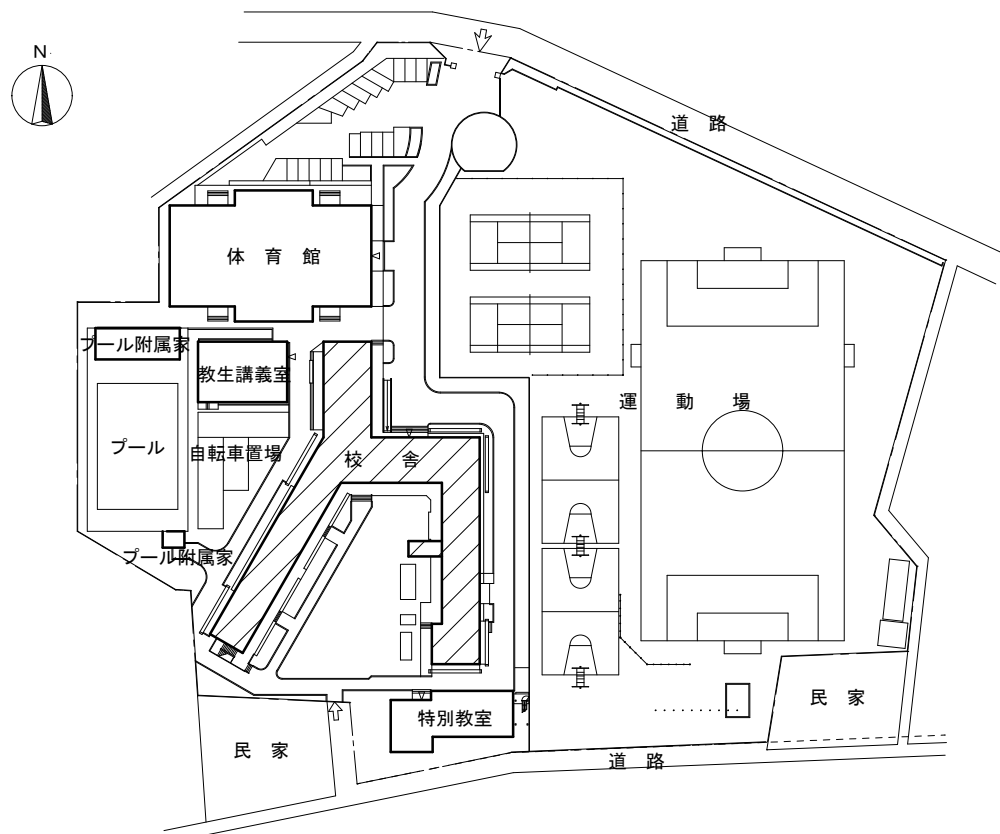 N
道 路
体 育 館
プール附属家
教生講義室
運 動 場
プール
自転車置場
校 舎
プール附属家
民 家
特別教室
民 家
道 路